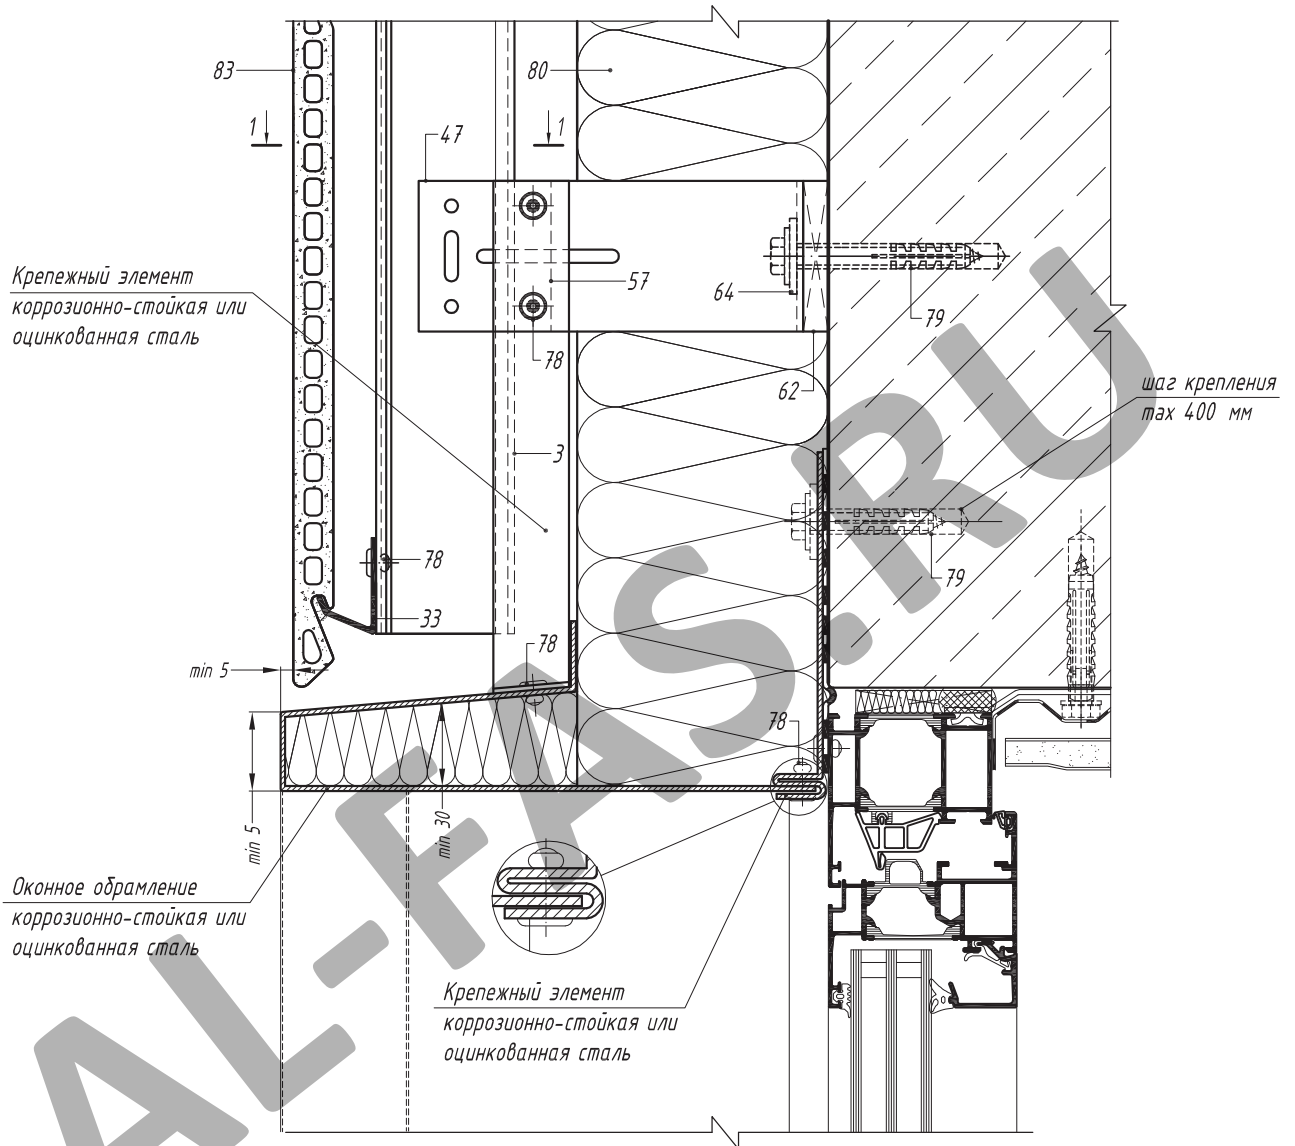 83
80
1
1
47
Крепежный элемент
коррозионно-стойкая или
оцинкованная сталь
57
64
79
78
62
шаг крепления
max 400 мм
3
78
79
33
78
min 5
78
min 5
min 30
Оконное обрамление
коррозионно-стойкая или
оцинкованная сталь
Крепежный элемент
коррозионно-стойкая или
оцинкованная сталь
AL-FAS.RU